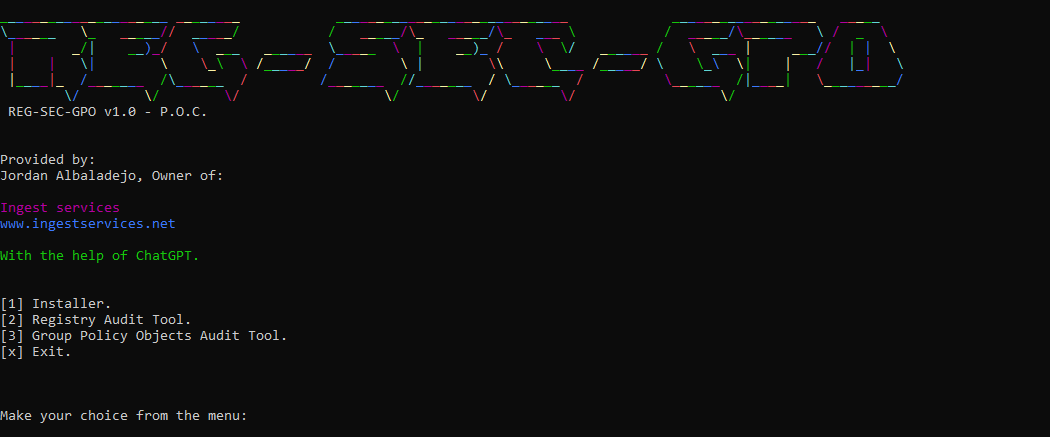 REG-SEC-GPO
REG-SEC-GPO v1.0 - P.O.C.
Provided by:
Jordan Albaladejo, Owner of:
Ingest services
www.ingestservices.net
With the help of ChatGPT.
[1] Installer.
[2] Registry Audit Tool.
[3] Group Policy Objects Audit Tool.
[x] Exit.
Make your choice from the menu: